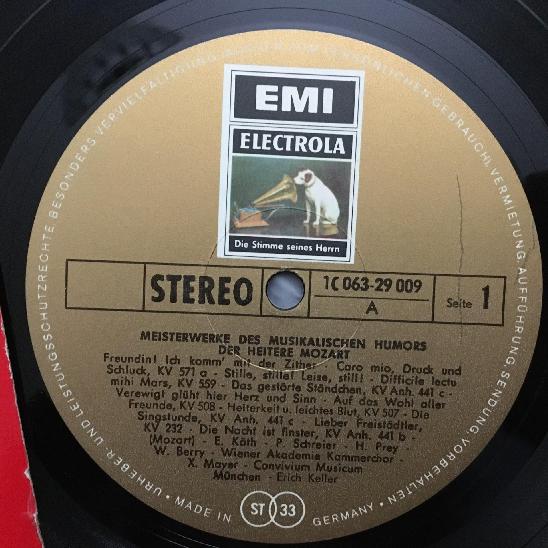 EMI
ELECTROLA
Die Stimme seines Herrn
STEREO
1C 063-29 009
A
Seite 1
MEISTERWERKE DES MUSIKALISCHEN HUMORS
DER HEITERE MOZART
Freundin! Ich komm' mit der Zither - Caro mio, Druck und
Schluck, KV 571 a - Stille, stille! Leise, still! - Difficile lectu
mihi Mars, KV 559 - Das gestörte Ständchen, KV Anh. 441 c -
Verewigt glüht hier Herz und Sinn - Auf das Wohl aller
Freunde, KV 508 - Heiterkeit u. leichtes Blut, KV 507 - Die
Singstunde, KV Anh. 441 c - Lieber Freistädtler,
KV 232 - Die Nacht ist finster, KV Anh. 441 b -
(Mozart) - E. Köth - P. Schreier - H. Prey -
W. Berry - Wiener Akademie Kammerchor -
X. Mayer - Convivium Musicum
München - Erich Keller
URHEBER UND LEISTUNGSSCHUTZRECHTE BESONDERS VERVIELFÄLTIGUNG ZUM PERSÖNLICHEN GEBRAUCH, VERMIETUNG, AUFFÜHRUNG, SENDUNG VORBEHALTEN
• MADE IN GERMANY •
ST 33